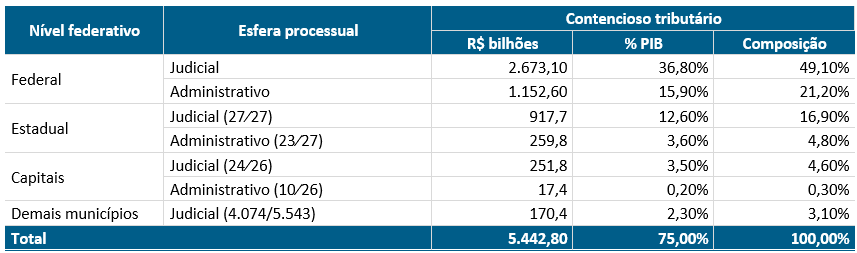 Nível federativo Esfera processual Contencioso tributário
R$ bilhões % PIB Composição
Federal Judicial 2.673,10 36,80% 49,10%
Administrativo 1.152,60 15,90% 21,20%
Estadual Judicial (27/27) 917,7 12,60% 16,90%
Administrativo (23/27) 259,8 3,60% 4,80%
Capitais Judicial (24/26) 251,8 3,50% 4,60%
Administrativo (10/26) 17,4 0,20% 0,30%
Demais municípios Judicial (4.074/5.543) 170,4 2,30% 3,10%
Total 5.442,80 75,00% 100,00%